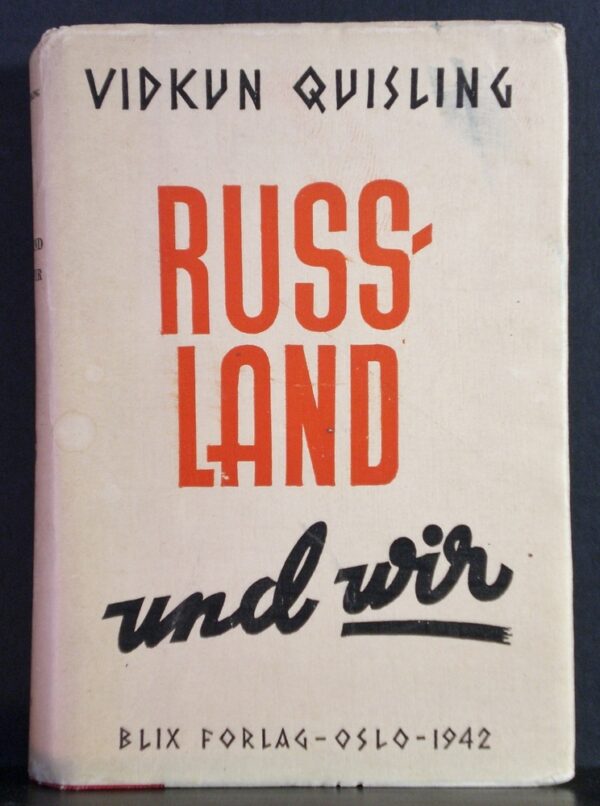 VIDKUN QUISLING
RUSS-
LAND
und wir
BLIX FORLAG-OSLO-1942